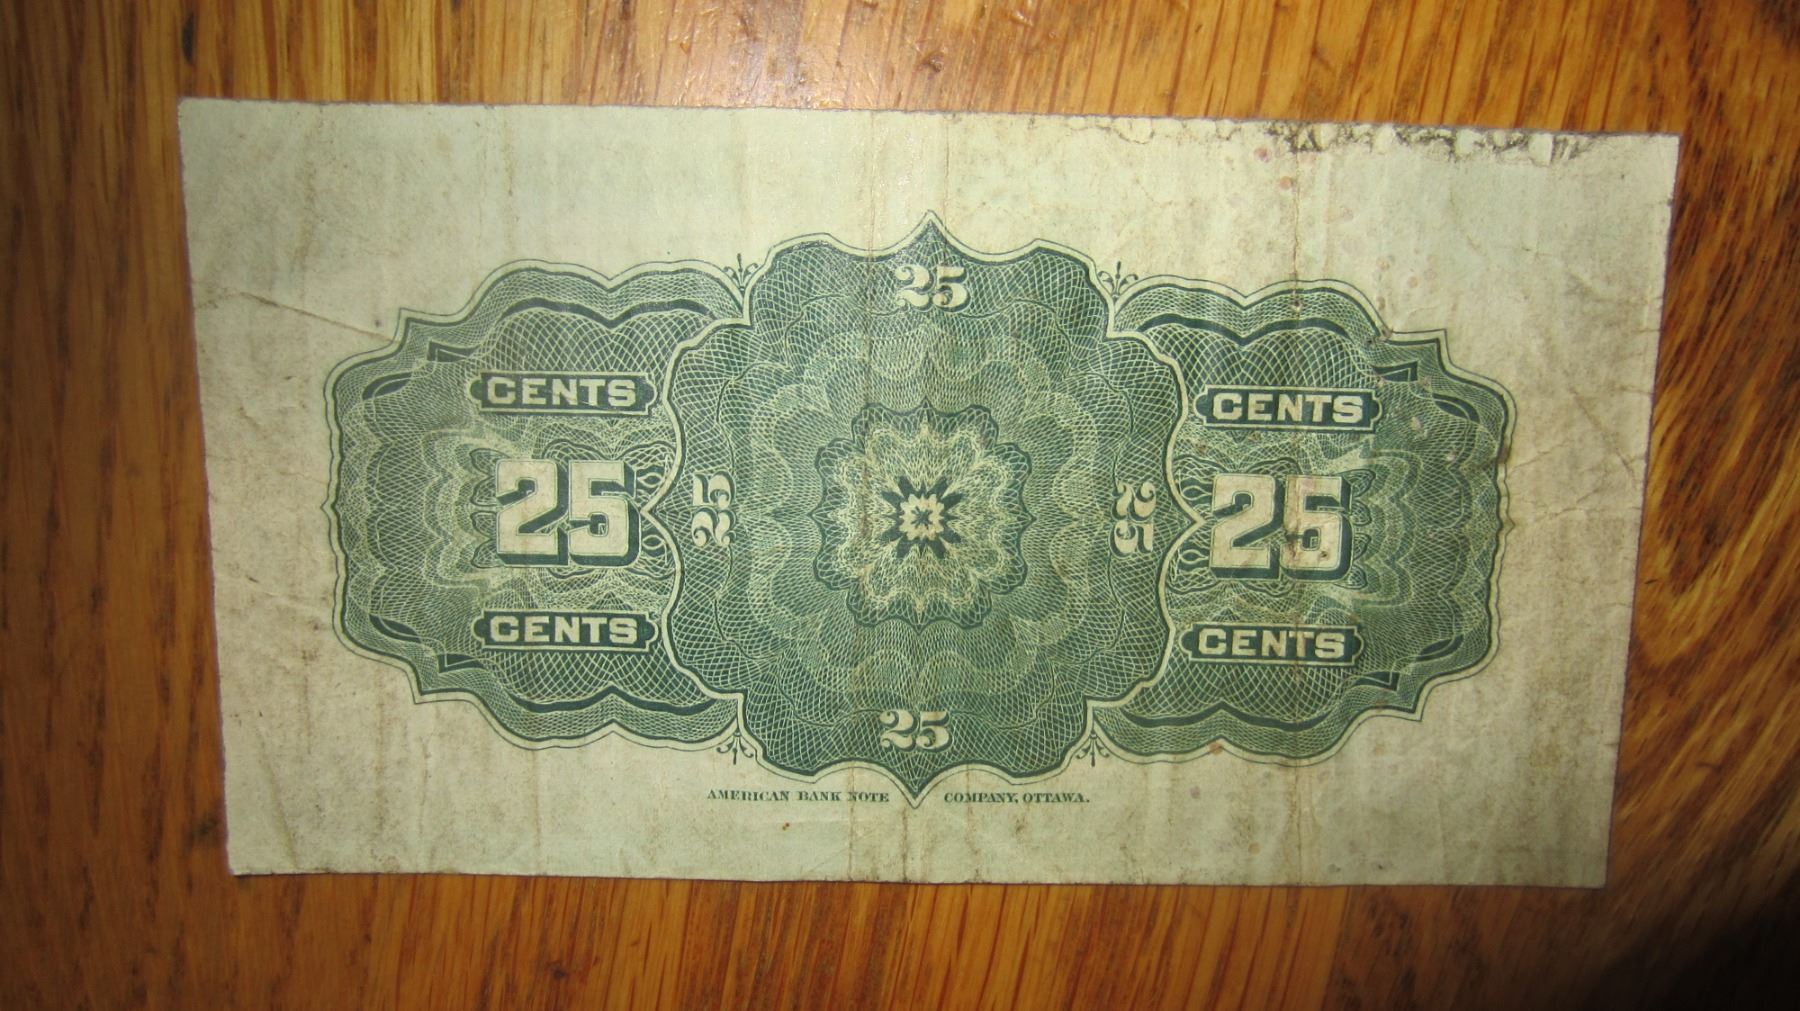 25
CENTS CENTS
25 25 25 25
CENTS CENTS
25
AMERICAN BANK NOTE COMPANY, OTTAWA.